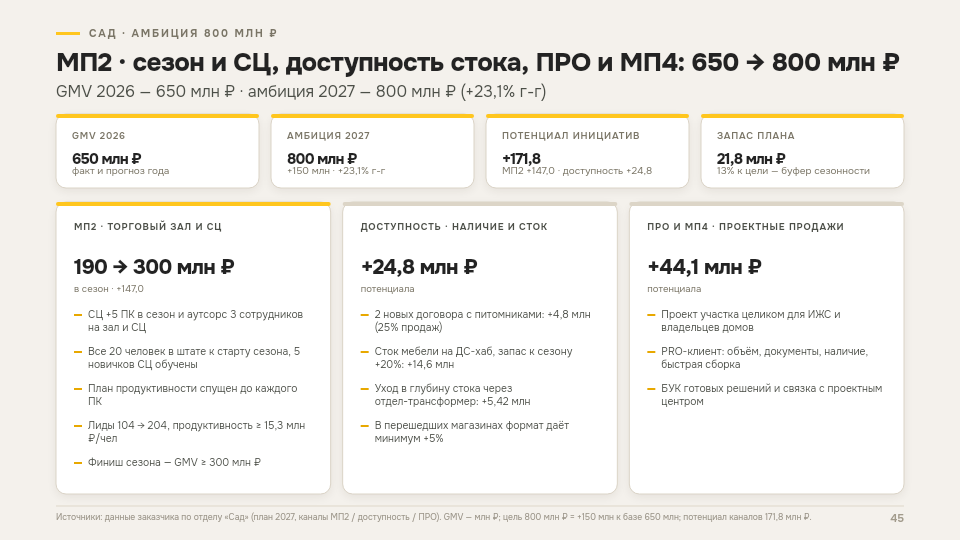 САД · АМБИЦИЯ 800 МЛН ₽
МП2 · сезон и СЦ, доступность стока, ПРО и МП4: 650 → 800 млн ₽
GMV 2026 — 650 млн ₽ · амбиция 2027 — 800 млн ₽ (+23,1% г-г)
GMV 2026
650 млн ₽
факт и прогноз года
АМБИЦИЯ 2027
800 млн ₽
+150 млн · +23,1% г-г
ПОТЕНЦИАЛ ИНИЦИАТИВ
+171,8
МП2 +147,0 · доступность +24,8
ЗАПАС ПЛАНА
21,8 млн ₽
13% к цели — буфер сезонности
МП2 · ТОРГОВЫЙ ЗАЛ И СЦ
190 → 300 млн ₽
в сезон · +147,0
СЦ +5 ПК в сезон и аутсорс 3 сотрудников
на зал и СЦ
Все 20 человек в штате к старту сезона, 5
новичков СЦ обучены
План продуктивности спущен до каждого
ПК
Лиды 104 → 204, продуктивность ≥ 15,3 млн
₽/чел
Финиш сезона — GMV ≥ 300 млн ₽
ДОСТУПНОСТЬ · НАЛИЧИЕ И СТОК
+24,8 млн ₽
потенциала
2 новых договора с питомниками: +4,8 млн
(25% продаж)
Сток мебели на ДС-хаб, запас к сезону
+20%: +14,6 млн
Уход в глубину стока через
отдел-трансформер: +5,42 млн
В перешедших магазинах формат даёт
минимум +5%
ПРО И МП4 · ПРОЕКТНЫЕ ПРОДАЖИ
+44,1 млн ₽
потенциала
Проект участка целиком для ИЖС и
владельцев домов
PRO-клиент: объём, документы, наличие,
быстрая сборка
БУК готовых решений и связка с проектным
центром
Источники: данные заказчика по отделу «Сад» (план 2027, каналы МП2 / доступность / ПРО). GMV — млн ₽; цель 800 млн ₽ = +150 млн к базе 650 млн; потенциал каналов 171,8 млн ₽.
45